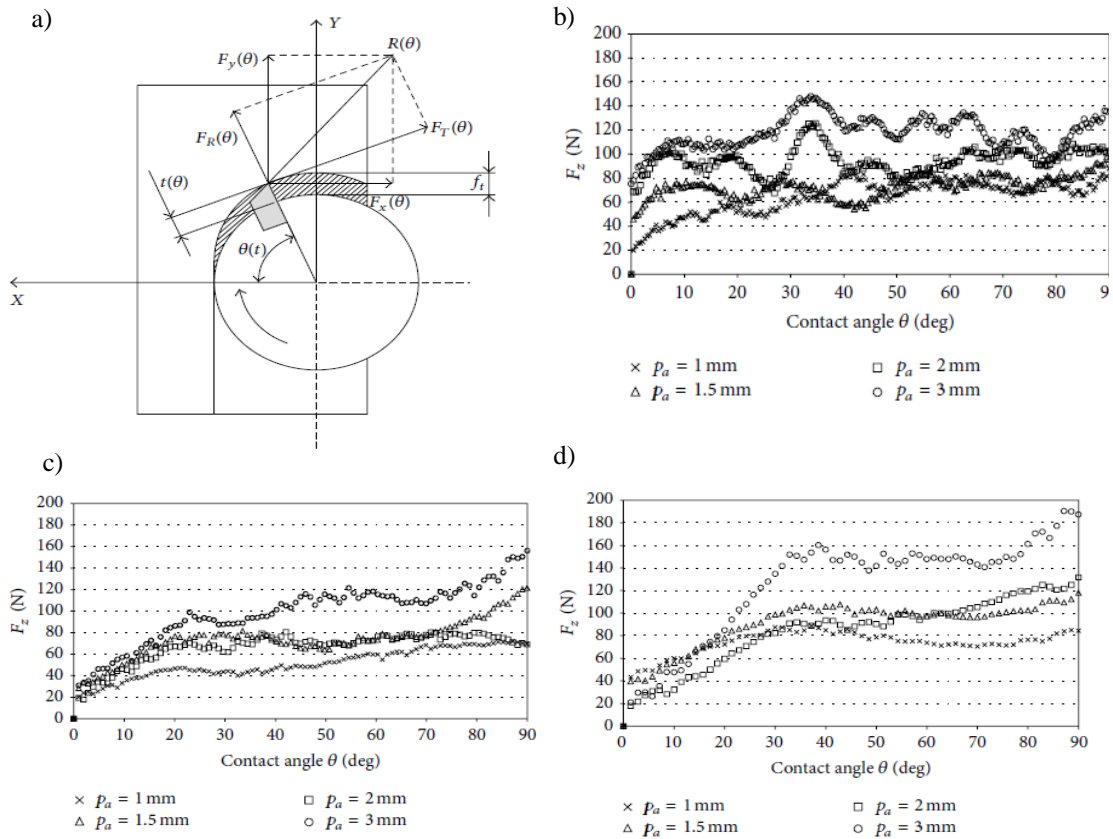 a)
Y
R(θ)
F_y(θ)
F_R(θ)
F_T(θ)
t(θ)
f_t
F_x(θ)
θ(t)
X
b)
200
180
160
140
120
100
80
60
40
20
0
F_z (N)
0 10 20 30 40 50 60 70 80 90
Contact angle θ (deg)
× p_a = 1 mm □ p_a = 2 mm
△ p_a = 1.5 mm ○ p_a = 3 mm
c)
200
180
160
140
120
100
80
60
40
20
0
F_z (N)
0 10 20 30 40 50 60 70 80 90
Contact angle θ (deg)
× p_a = 1 mm □ p_a = 2 mm
△ p_a = 1.5 mm ○ p_a = 3 mm
d)
200
180
160
140
120
100
80
60
40
20
0
F_z (N)
0 10 20 30 40 50 60 70 80 90
Contact angle θ (deg)
× p_a = 1 mm □ p_a = 2 mm
△ p_a = 1.5 mm ○ p_a = 3 mm